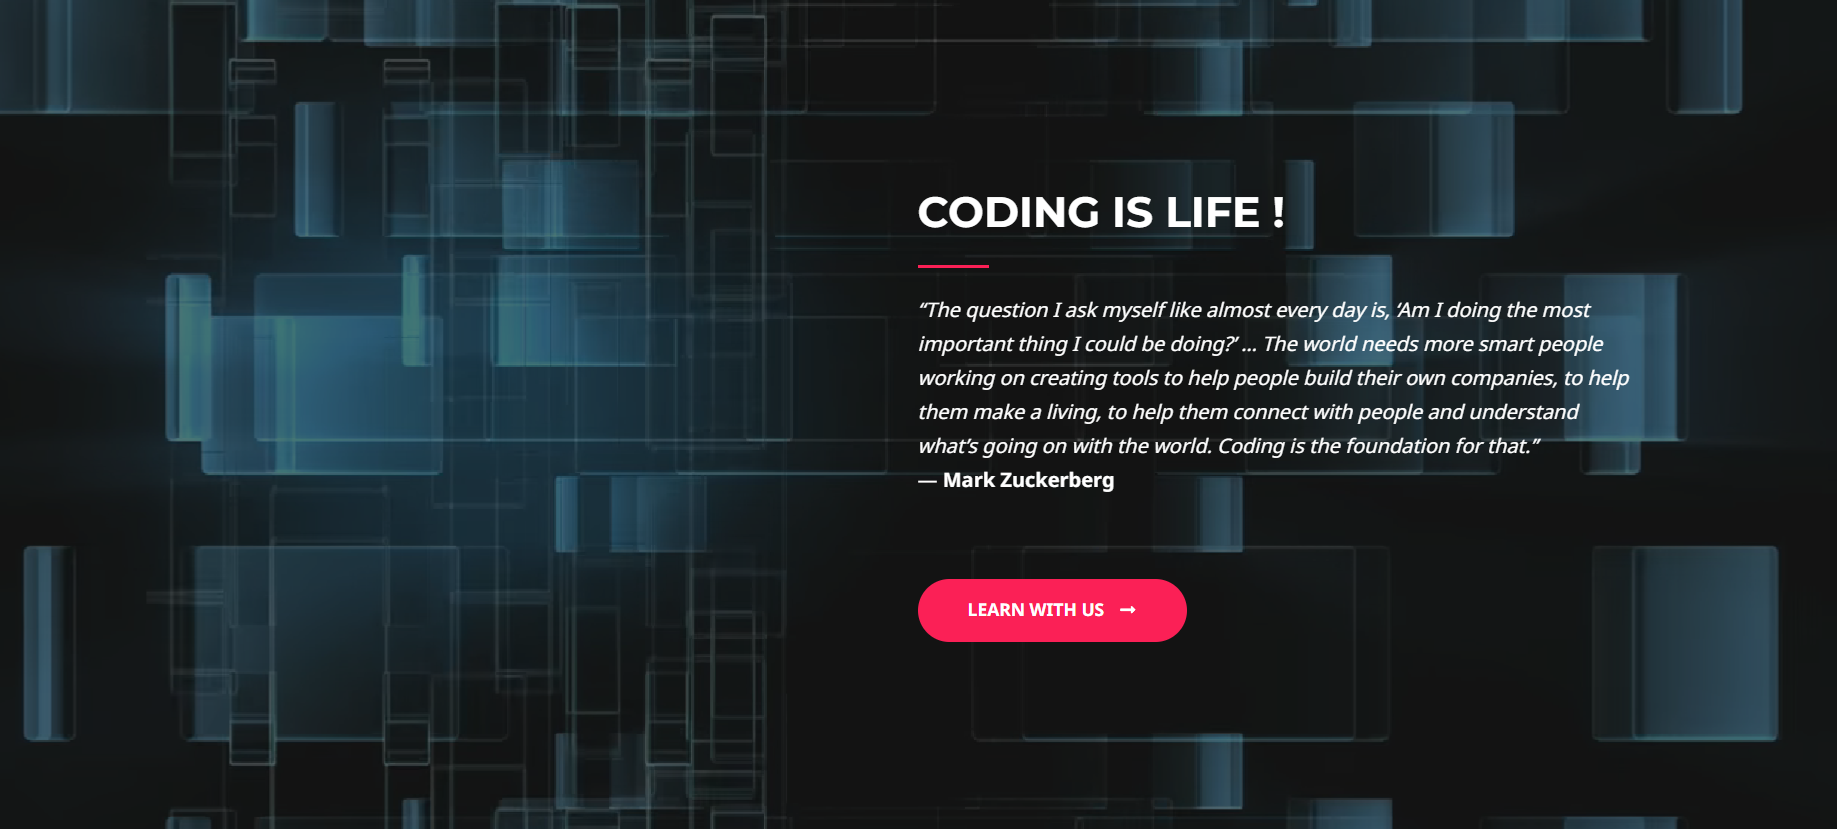 CODING IS LIFE !
“The question I ask myself like almost every day is, ‘Am I doing the most
important thing I could be doing?’ ... The world needs more smart people
working on creating tools to help people build their own companies, to help
them make a living, to help them connect with people and understand
what’s going on with the world. Coding is the foundation for that.”
— Mark Zuckerberg
LEARN WITH US →